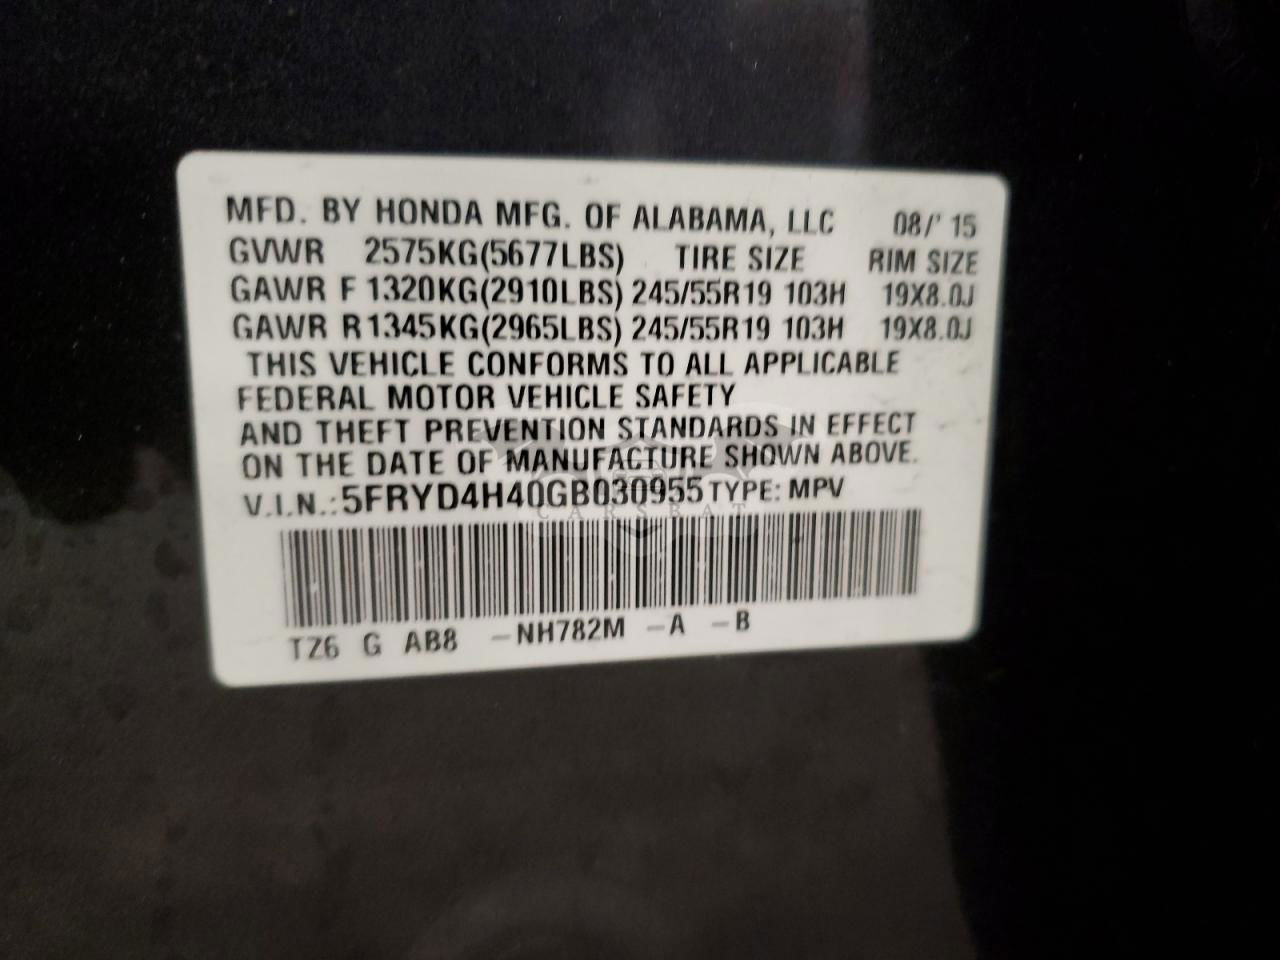 MFD. BY HONDA MFG. OF ALABAMA, LLC 08/' 15
GVWR 2575KG(5677LBS) TIRE SIZE RIM SIZE
GAWR F 1320KG(2910LBS) 245/55R19 103H 19X8.0J
GAWR R 1345KG(2965LBS) 245/55R19 103H 19X8.0J
THIS VEHICLE CONFORMS TO ALL APPLICABLE
FEDERAL MOTOR VEHICLE SAFETY
AND THEFT PREVENTION STANDARDS IN EFFECT
ON THE DATE OF MANUFACTURE SHOWN ABOVE.
V.I.N.: 5FRYD4H40GB030955 TYPE: MPV
CARSBAT
TZ6 G AB8 -NH782M -A -B